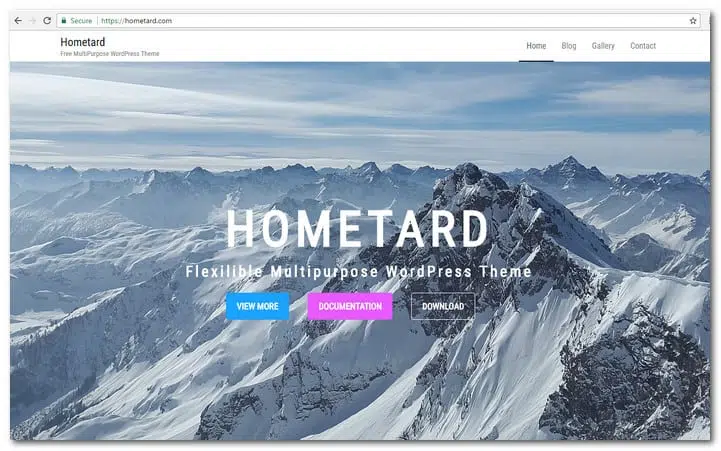 Secure https://hometard.com
Hometard
Free MultiPurpose WordPress Theme
Home Blog Gallery Contact
HOMETARD
Flexilible Multipurpose WordPress Theme
VIEW MORE DOCUMENTATION DOWNLOAD